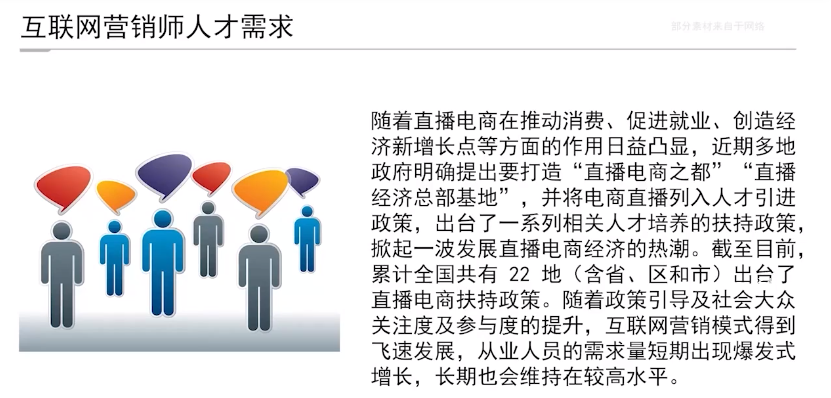 互联网营销师人才需求
部分素材来自于网络
随着直播电商在推动消费、促进就业、创造经
济新增长点等方面的作用日益凸显，近期多地
政府明确提出要打造“直播电商之都”“直播
经济总部基地”，并将电商直播列入人才引进
政策，出台了一系列相关人才培养的扶持政策，
掀起一波发展直播电商经济的热潮。截至目前，
累计全国共有 22 地（含省、区和市）出台了
直播电商扶持政策。随着政策引导及社会大众
关注度及参与度的提升，互联网营销模式得到
飞速发展，从业人员的需求量短期出现爆发式
增长，长期也会维持在较高水平。